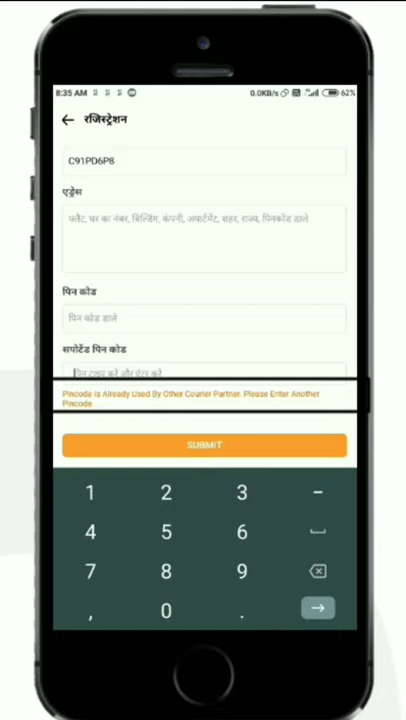 8:35 AM
0.0KB/s
62%
रजिस्ट्रेशन
C91PD6P8
एड्रेस
फ्लैट, घर का नंबर, बिल्डिंग, कंपनी, अपार्टमेंट, शहर, राज्य, पिनकोड डाले
पिन कोड
पिन कोड डाले
सपोर्टेड पिन कोड
पिन टाइप करें और एंटर करें
Pincode Is Already Used By Other Courier Partner. Please Enter Another
Pincode
SUBMIT
1 2 3 -
4 5 6
7 8 9
, 0 .